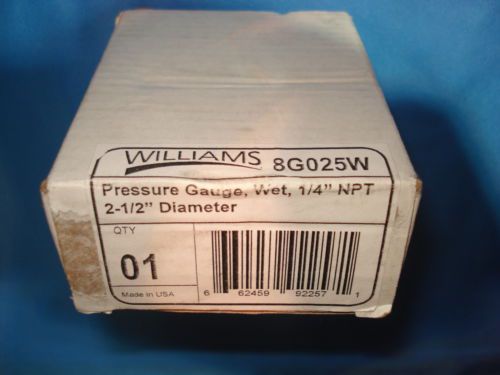 WILLIAMS 8G025W
Pressure Gauge, Wet, 1/4" NPT
2-1/2" Diameter
QTY
01
Made in USA
6 62459 92257 1